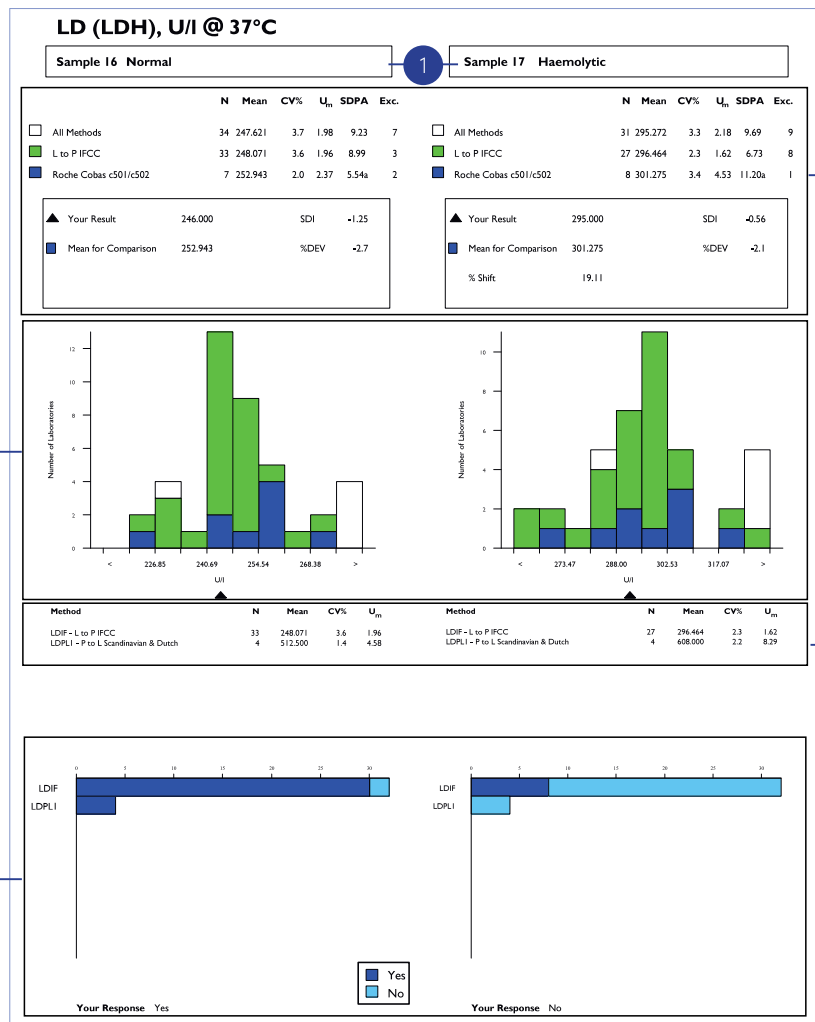 LD (LDH), U/l @ 37°C
Sample 16 Normal
1
Sample 17 Haemolytic
N Mean CV% Um SDPA Exc.
All Methods 34 247.621 3.7 1.98 9.23 7
L to P IFCC 33 248.071 3.6 1.96 8.99 3
Roche Cobas c501/c502 7 252.943 2.0 2.37 5.54a 2
N Mean CV% Um SDPA Exc.
All Methods 31 295.272 3.3 2.18 9.69 9
L to P IFCC 27 296.464 2.3 1.62 6.73 8
Roche Cobas c501/c502 8 301.275 3.4 4.53 11.20a 1
Your Result 246.000 SDI -1.25
Mean for Comparison 252.943 %DEV -2.7
Your Result 295.000 SDI -0.56
Mean for Comparison 301.275 %DEV -2.1
% Shift 19.11
Number of Laboratories
12
10
8
6
4
2
0
< 226.85 240.69 254.54 268.38 >
U/l
Number of Laboratories
10
8
6
4
2
0
< 273.47 288.00 302.53 317.07 >
U/l
Method N Mean CV% Um
LDIF - L to P IFCC 33 248.071 3.6 1.96
LDPL1 - P to L Scandinavian & Dutch 4 512.500 1.4 4.58
Method N Mean CV% Um
LDIF - L to P IFCC 27 296.464 2.3 1.62
LDPL1 - P to L Scandinavian & Dutch 4 608.000 2.2 8.29
0 5 10 15 20 25 30
LDIF
LDPL1
0 5 10 15 20 25 30
LDIF
LDPL1
Yes
No
Your Response Yes
Your Response No